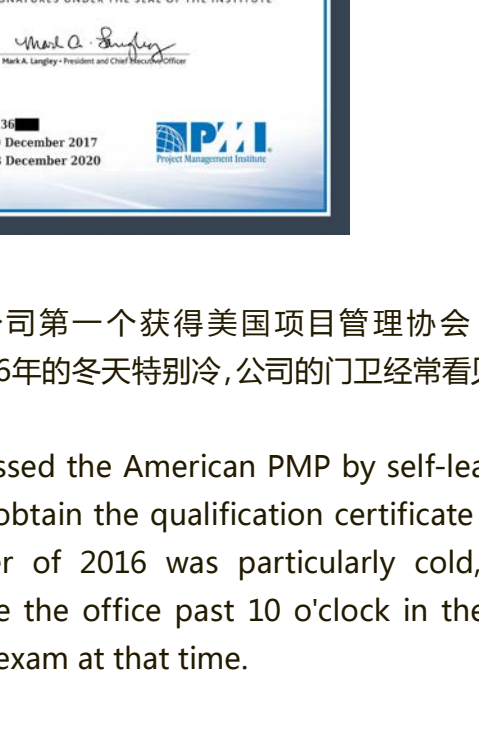 SIGNATURES UNDER THE SEAL OF THE INSTITUTE
Mark A. Langley
Mark A. Langley • President and Chief Executive Officer
36
December 2017
December 2020
PMI
Project Management Institute
司第一个获得美国项目管理协会
6年的冬天特别冷,公司的门卫经常看见
ssed the American PMP by self-lea
obtain the qualification certificate
er of 2016 was particularly cold,
e the office past 10 o'clock in the
exam at that time.